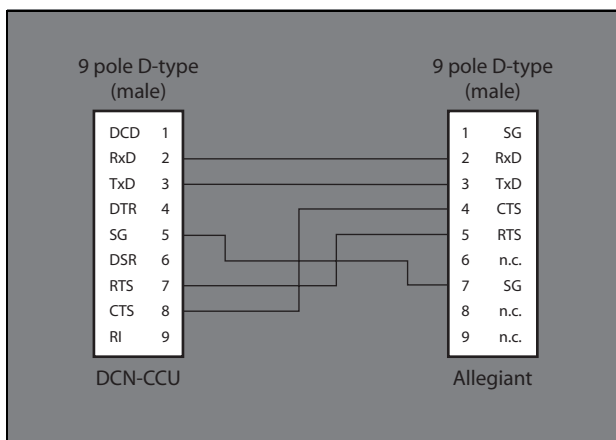 9 pole D-type 9 pole D-type
(male) (male)
DCD 1 1 SG
RxD 2 2 RxD
TxD 3 3 TxD
DTR 4 4 CTS
SG 5 5 RTS
DSR 6 6 n.c.
RTS 7 7 SG
CTS 8 8 n.c.
RI 9 9 n.c.
DCN-CCU Allegiant